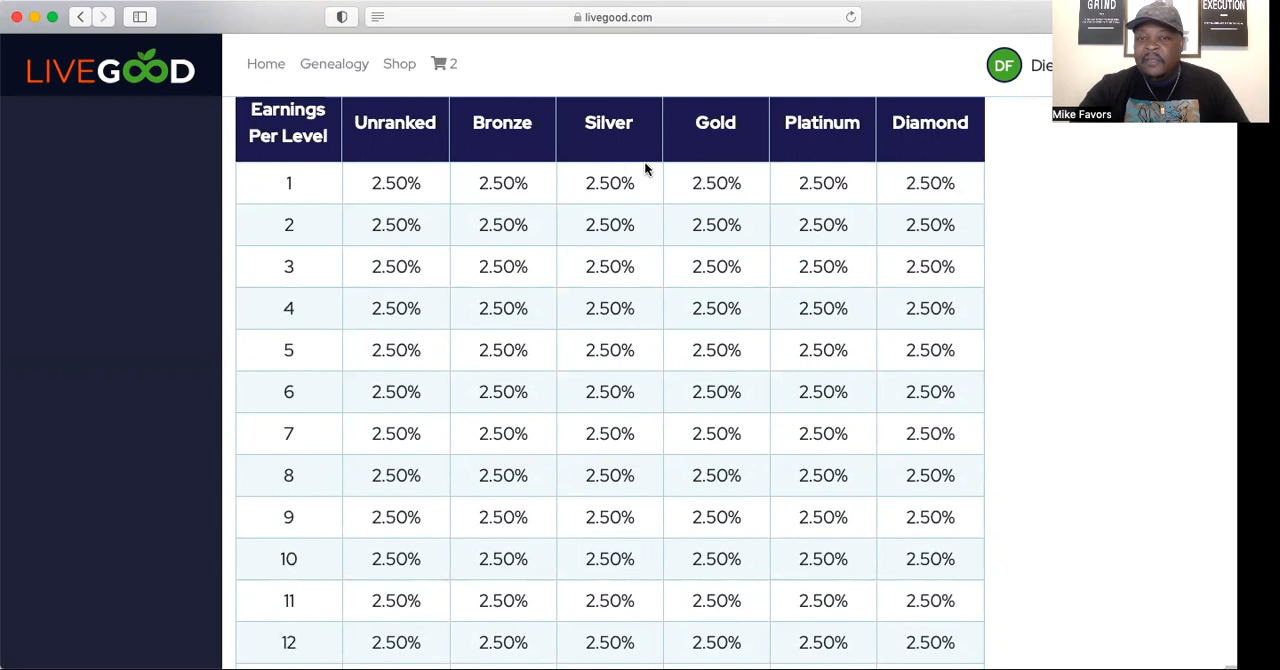 livegood.com
GRIND
EXECUTION
LIVEGOOD
Home Genealogy Shop 2
DF Die
Mike Favors
Earnings Per Level Unranked Bronze Silver Gold Platinum Diamond
1 2.50% 2.50% 2.50% 2.50% 2.50% 2.50%
2 2.50% 2.50% 2.50% 2.50% 2.50% 2.50%
3 2.50% 2.50% 2.50% 2.50% 2.50% 2.50%
4 2.50% 2.50% 2.50% 2.50% 2.50% 2.50%
5 2.50% 2.50% 2.50% 2.50% 2.50% 2.50%
6 2.50% 2.50% 2.50% 2.50% 2.50% 2.50%
7 2.50% 2.50% 2.50% 2.50% 2.50% 2.50%
8 2.50% 2.50% 2.50% 2.50% 2.50% 2.50%
9 2.50% 2.50% 2.50% 2.50% 2.50% 2.50%
10 2.50% 2.50% 2.50% 2.50% 2.50% 2.50%
11 2.50% 2.50% 2.50% 2.50% 2.50% 2.50%
12 2.50% 2.50% 2.50% 2.50% 2.50% 2.50%